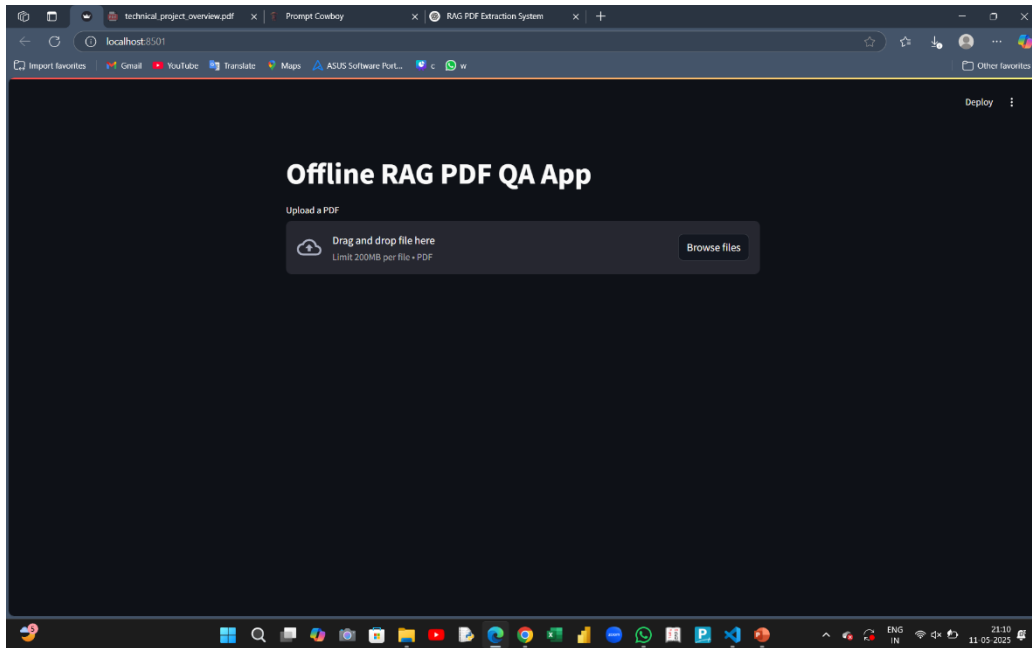 technical_project_overview.pdf
Prompt Cowboy
RAG PDF Extraction System
localhost:8501
Import favorites
Gmail
YouTube
Translate
Maps
ASUS Software Port...
c
w
Other favorites
Deploy
Offline RAG PDF QA App
Upload a PDF
Drag and drop file here
Limit 200MB per file • PDF
Browse files
5
ENG
IN
21:10
11-05-2025